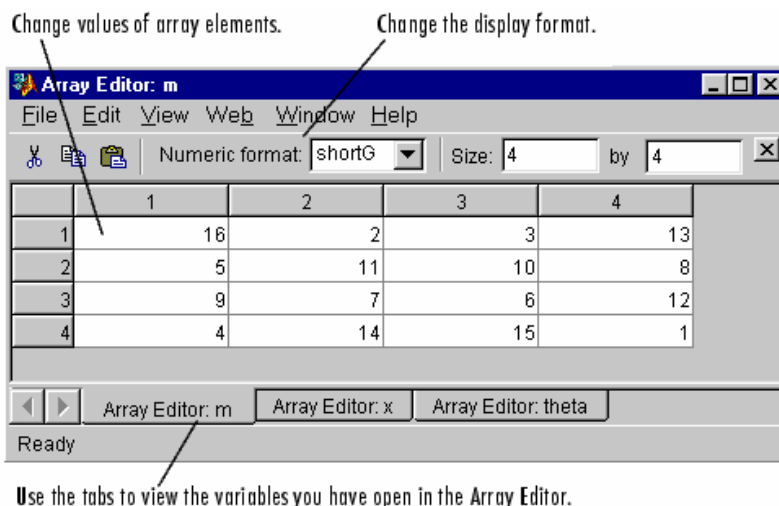 Change values of array elements. Change the display format.
Array Editor: m
File Edit View Web Window Help
Numeric format: shortG Size: 4 by 4
1 2 3 4
1 16 2 3 13
2 5 11 10 8
3 9 7 6 12
4 4 14 15 1
Array Editor: m Array Editor: x Array Editor: theta
Ready
Use the tabs to view the variables you have open in the Array Editor.